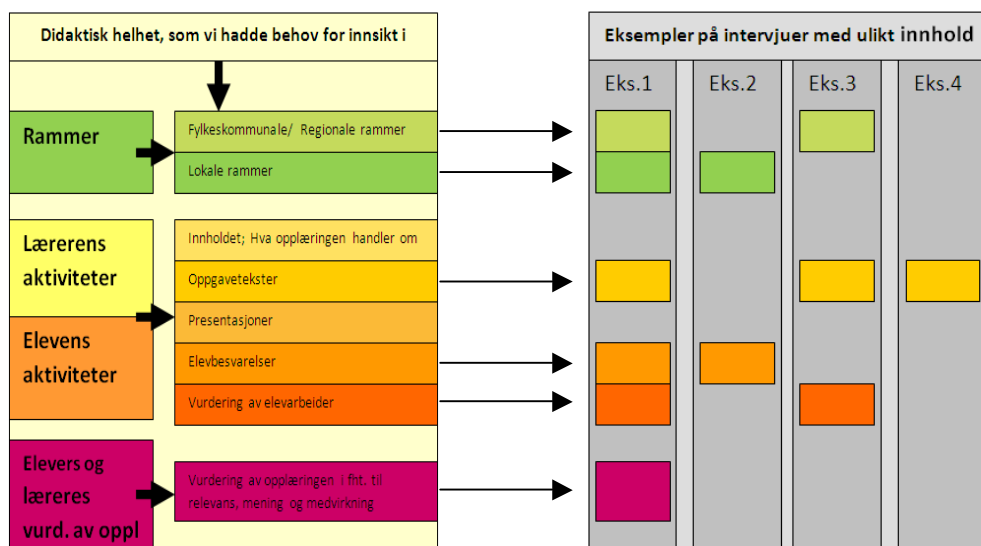 Didaktisk helhet, som vi hadde behov for innsikt i
Rammer
Fylkeskommunale/ Regionale rammer
Lokale rammer
Lærerens
aktiviteter
Innholdet; Hva opplæringen handler om
Oppgavetekster
Presentasjoner
Elevens
aktiviteter
Elevbesvarelser
Vurdering av elevarbeider
Elevers og
læreres
vurd. av oppl
Vurdering av opplæringen i fht. til
relevans, mening og medvirkning
Eksempler på intervjuer med ulikt innhold
Eks.1
Eks.2
Eks.3
Eks.4